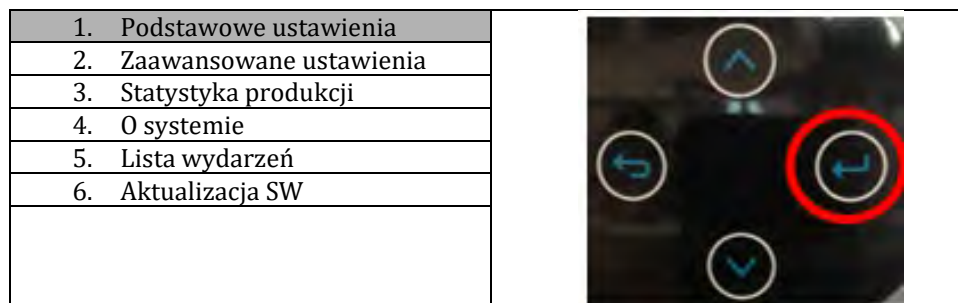 1. Podstawowe ustawienia
2. Zaawansowane ustawienia
3. Statystyka produkcji
4. O systemie
5. Lista wydarzeń
6. Aktualizacja SW